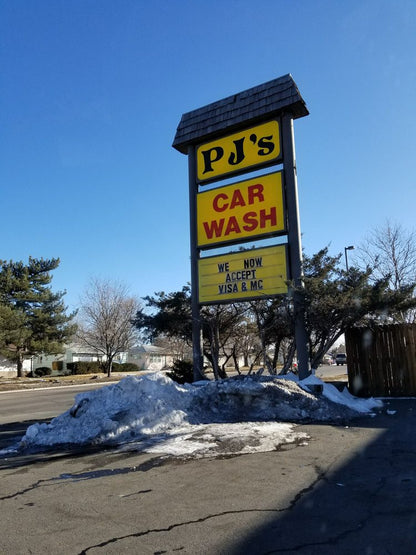 PJ's
CAR
WASH
WE NOW
ACCEPT
VISA & MC